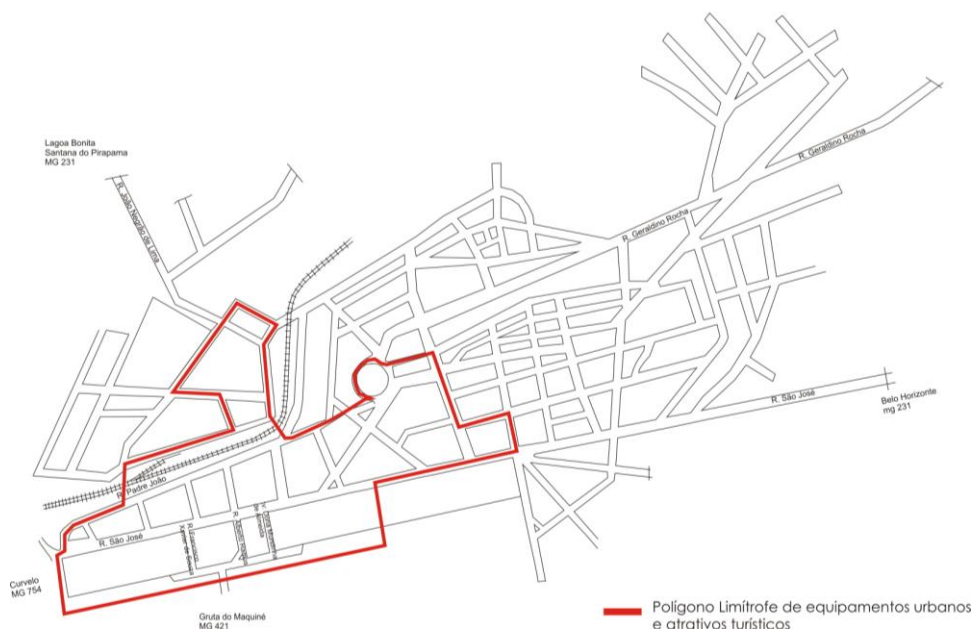 Lagoa Bonita
Santana do Pirapama
MG 231
R. João Negrão de Lima
R. Geraldino Rocha
R. Geraldino Rocha
R. São José
Belo Horizonte
mg 231
R. Padre João
R. São José
R. Francisco
R. Alberto
Curvelo
MG 754
Gruta do Maquiné
MG 421
Polígono Limítrofe de equipamentos urbanos
e atrativos turísticos